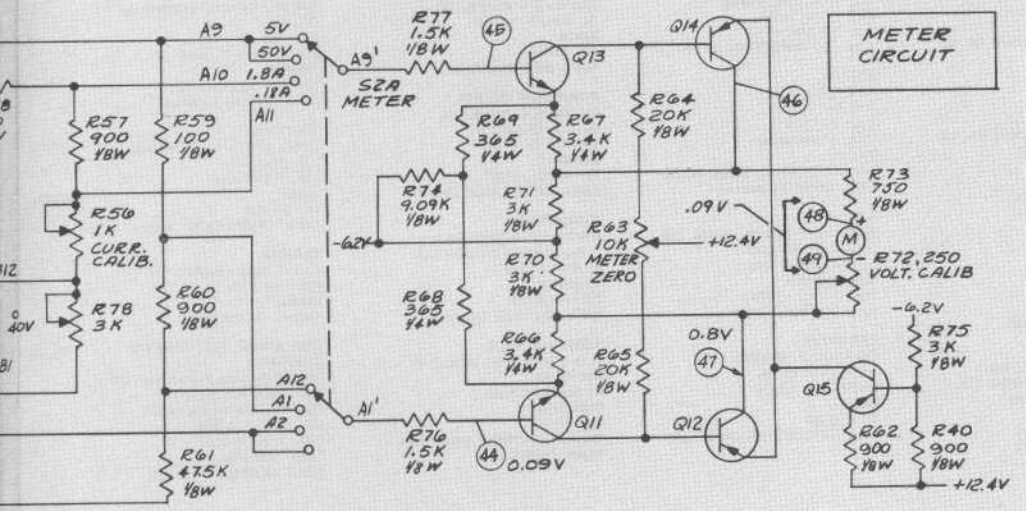 METER
CIRCUIT
A9
5V
50V
A10
1.8A
.18A
A11
A9'
S2A
METER
R77
1.5K
1/8W
45
Q13
Q14
46
8
R57
900
1/8W
R59
100
1/8W
R69
365
1/4W
R67
3.4K
1/4W
R64
20K
1/8W
R74
9.09K
1/8W
R71
3K
1/8W
-6.2V
R56
1K
CURR.
CALIB.
R63
10K
METER
ZERO
+12.4V
.09V
R73
750
1/8W
48
+
M
49
-
R72, 250
VOLT. CALIB
312
R78
3K
40V
R60
900
1/8W
R68
365
1/4W
R70
3K
1/8W
R66
3.4K
1/4W
R65
20K
1/8W
0.8V
47
-6.2V
R75
3K
1/8W
Q15
A12
A1
A2
A1'
R76
1.5K
1/8W
44
0.09V
Q11
Q12
R62
900
1/8W
R40
900
1/8W
+12.4V
R61
47.5K
1/8W